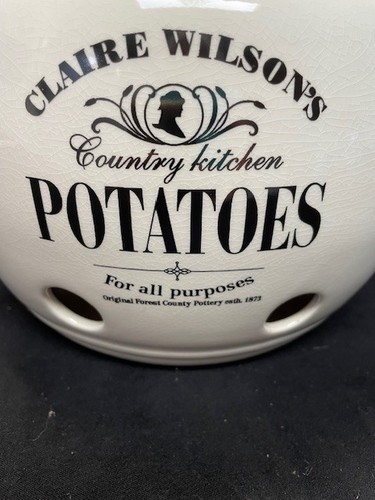 CLAIRE WILSON'S
Country kitchen
POTATOES
For all purposes
Original Forest County Pottery estb. 1873